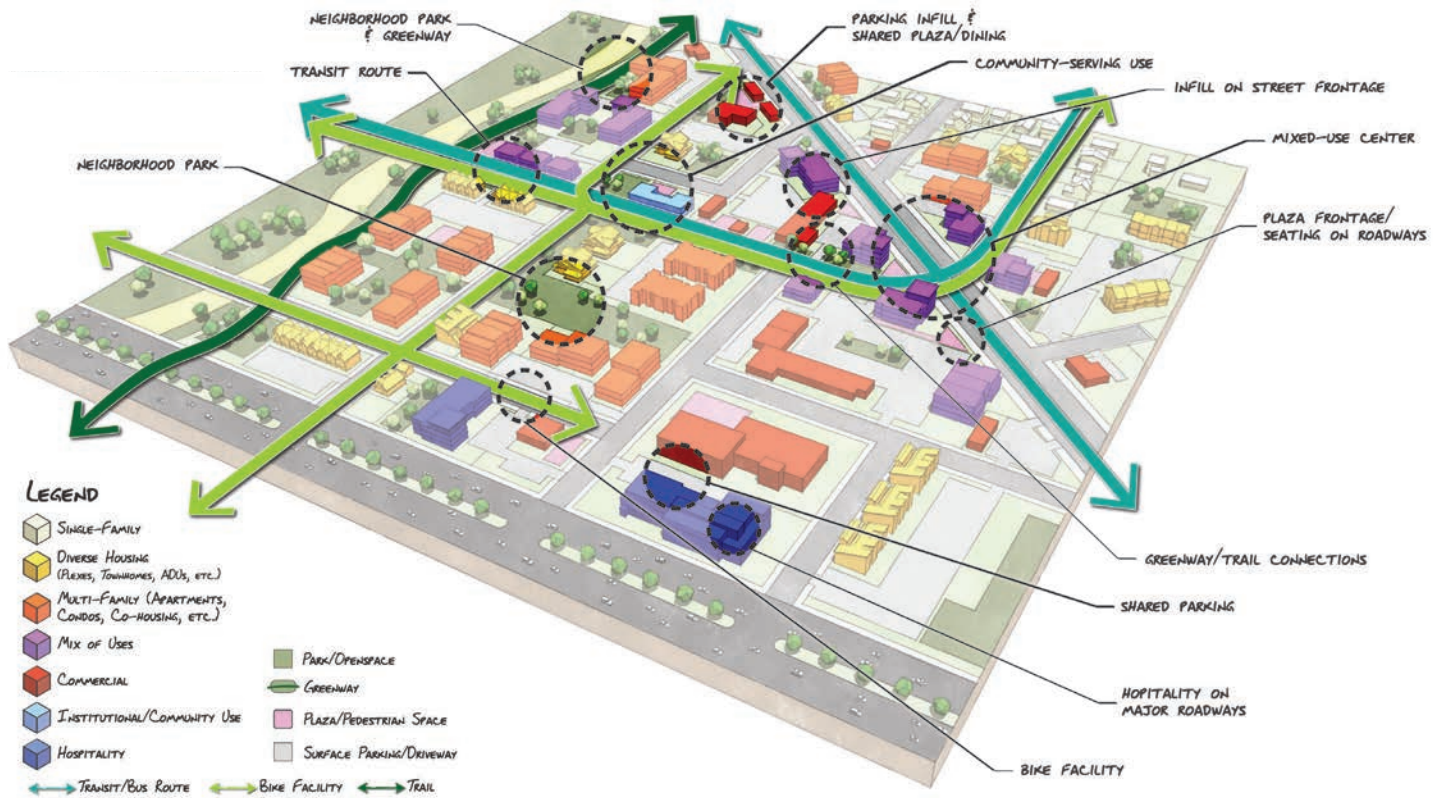 NEIGHBORHOOD PARK
& GREENWAY
PARKING INFILL &
SHARED PLAZA/DINING
TRANSIT ROUTE
COMMUNITY-SERVING USE
INFILL ON STREET FRONTAGE
MIXED-USE CENTER
NEIGHBORHOOD PARK
PLAZA FRONTAGE/
SEATING ON ROADWAYS
GREENWAY/TRAIL CONNECTIONS
SHARED PARKING
HOPITALITY ON
MAJOR ROADWAYS
BIKE FACILITY
LEGEND
SINGLE-FAMILY
DIVERSE HOUSING
(PLEXES, TOWNHOMES, ADUS, ETC.)
MULTI-FAMILY (APARTMENTS,
CONDOS, CO-HOUSING, ETC.)
MIX OF USES
COMMERCIAL
INSTITUTIONAL/COMMUNITY USE
HOSPITALITY
PARK/OPENSPACE
GREENWAY
PLAZA/PEDESTRIAN SPACE
SURFACE PARKING/DRIVEWAY
TRANSIT/BUS ROUTE
BIKE FACILITY
TRAIL